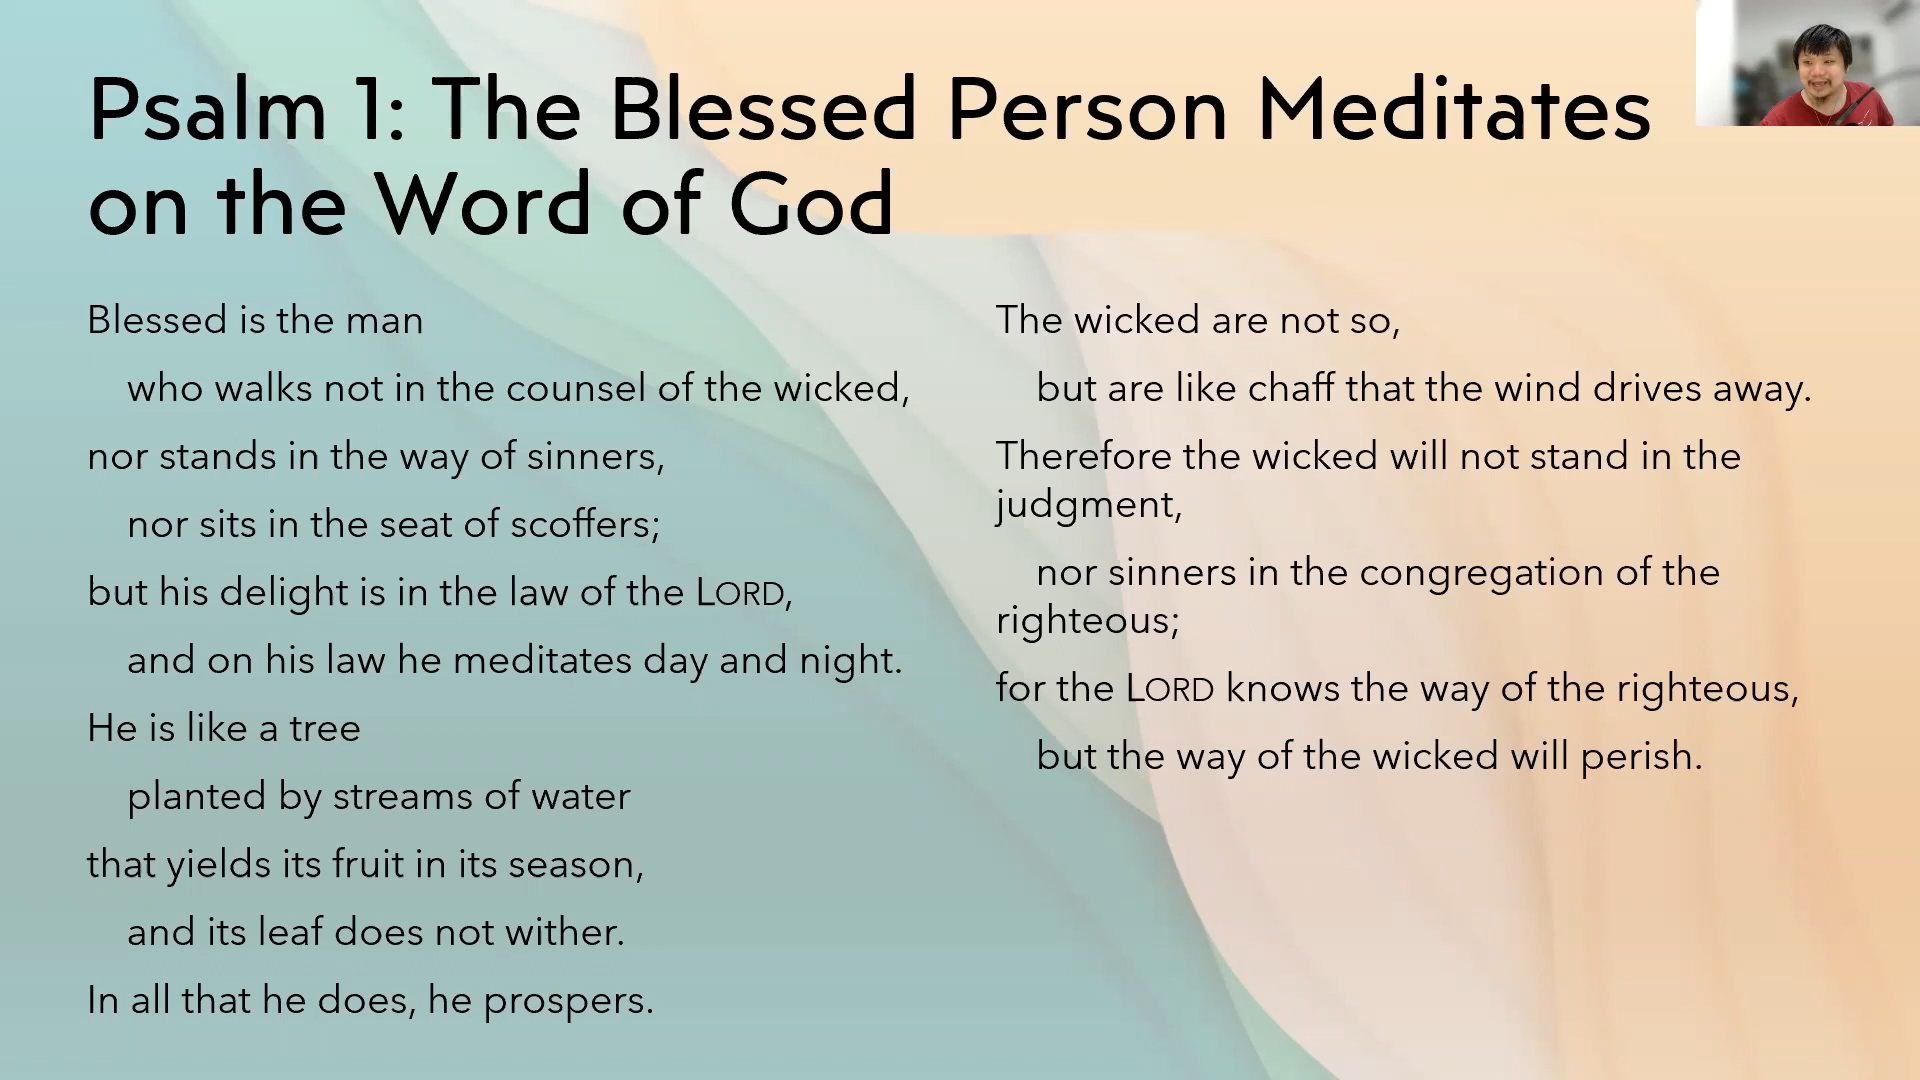 Psalm 1: The Blessed Person Meditates
on the Word of God
Blessed is the man
who walks not in the counsel of the wicked,
nor stands in the way of sinners,
nor sits in the seat of scoffers;
but his delight is in the law of the LORD,
and on his law he meditates day and night.
He is like a tree
planted by streams of water
that yields its fruit in its season,
and its leaf does not wither.
In all that he does, he prospers.
The wicked are not so,
but are like chaff that the wind drives away.
Therefore the wicked will not stand in the
judgment,
nor sinners in the congregation of the
righteous;
for the LORD knows the way of the righteous,
but the way of the wicked will perish.